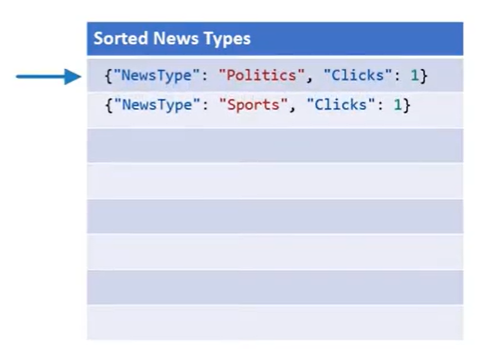 Sorted News Types
{"NewsType": "Politics", "Clicks": 1}
{"NewsType": "Sports", "Clicks": 1}